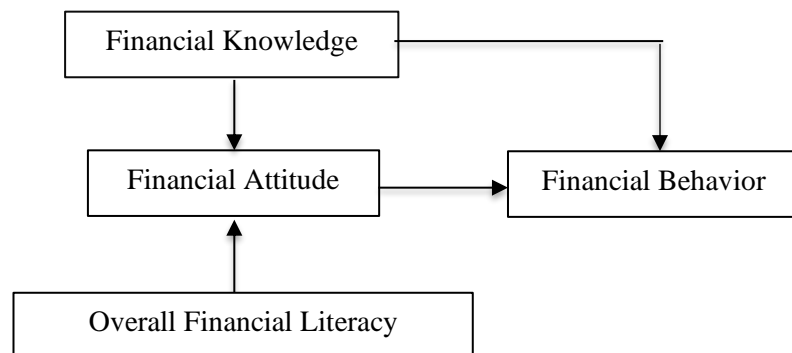 Financial Knowledge
Financial Attitude
Financial Behavior
Overall Financial Literacy